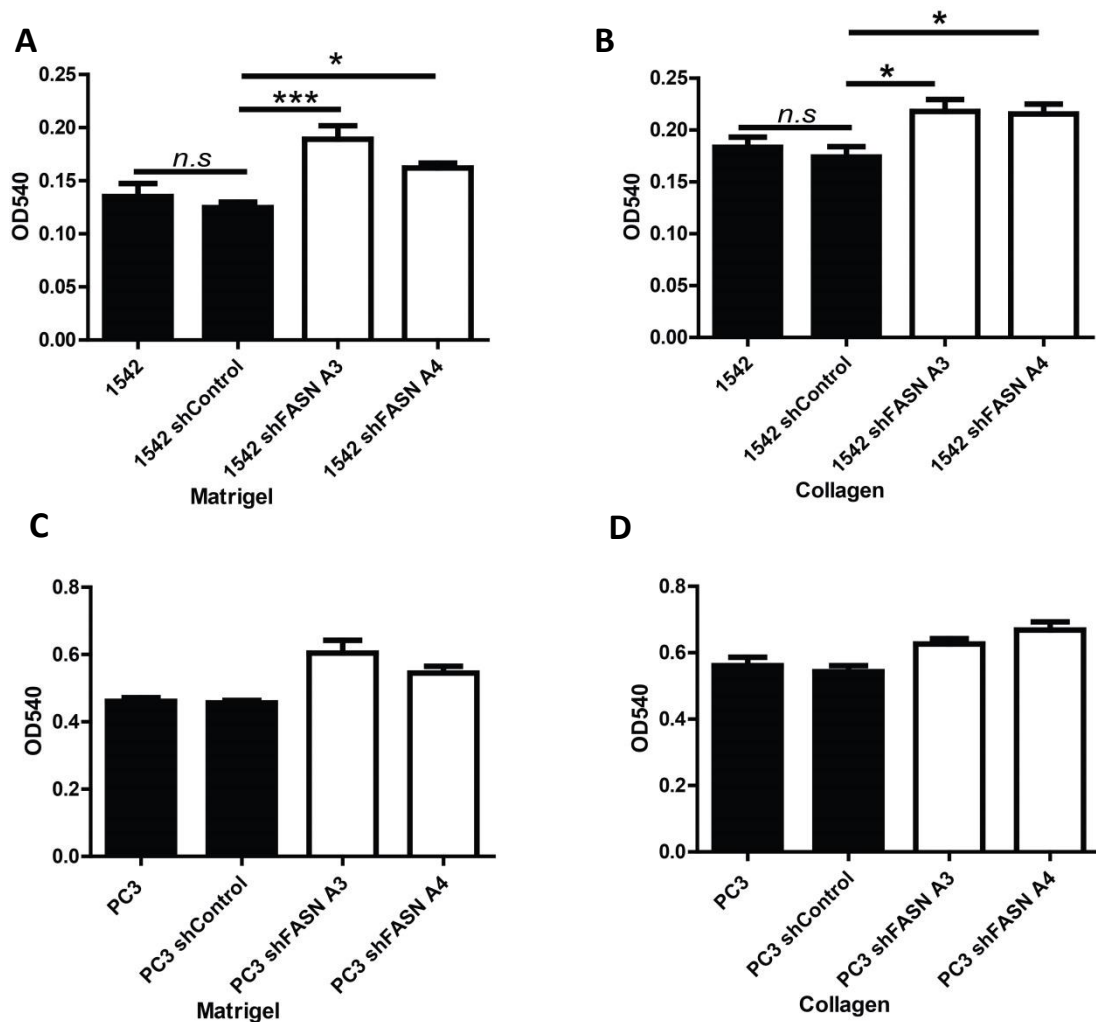 A
*
***
n.s
0.25
0.20
0.15
0.10
0.05
0.00
OD540
1542
1542 shControl
1542 shFASN A3
1542 shFASN A4
Matrigel
B
*
*
n.s
0.25
0.20
0.15
0.10
0.05
0.00
OD540
1542
1542 shControl
1542 shFASN A3
1542 shFASN A4
Collagen
C
0.8
0.6
0.4
0.2
0.0
OD540
PC3
PC3 shControl
PC3 shFASN A3
PC3 shFASN A4
Matrigel
D
0.8
0.6
0.4
0.2
0.0
OD540
PC3
PC3 shControl
PC3 shFASN A3
PC3 shFASN A4
Collagen